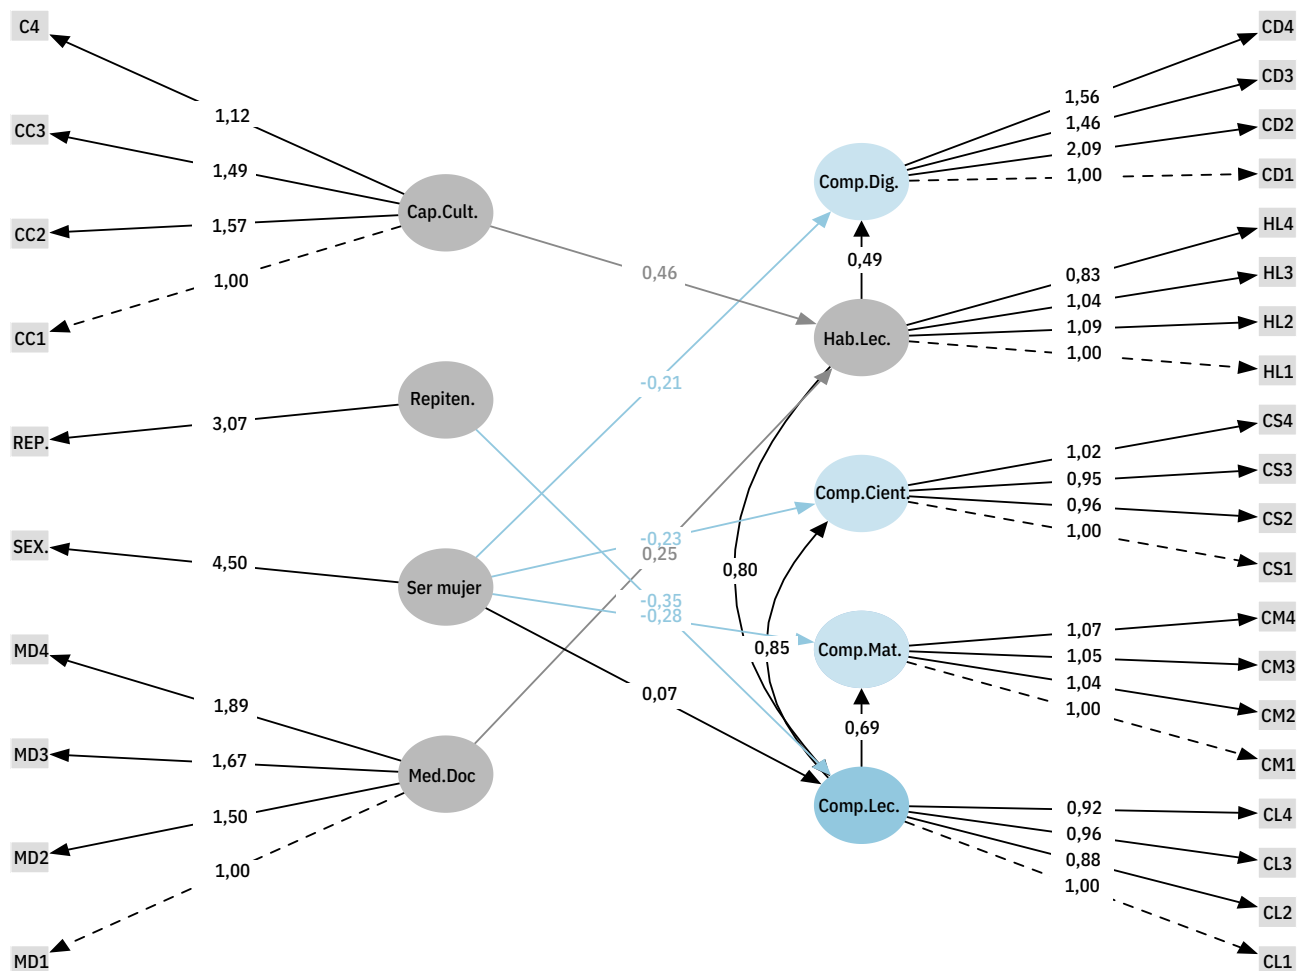 C4
CC3
CC2
CC1
REP.
SEX.
MD4
MD3
MD2
MD1
1,12
1,49
1,57
1,00
3,07
4,50
1,89
1,67
1,50
1,00
Cap.Cult.
Repiten.
Ser mujer
Med.Doc
0,46
-0,21
-0,23
0,25
-0,35
-0,28
0,07
0,80
0,85
0,49
0,69
Comp.Dig.
Hab.Lec.
Comp.Cient.
Comp.Mat.
Comp.Lec.
1,56
1,46
2,09
1,00
0,83
1,04
1,09
1,00
1,02
0,95
0,96
1,00
1,07
1,05
1,04
1,00
0,92
0,96
0,88
1,00
CD4
CD3
CD2
CD1
HL4
HL3
HL2
HL1
CS4
CS3
CS2
CS1
CM4
CM3
CM2
CM1
CL4
CL3
CL2
CL1